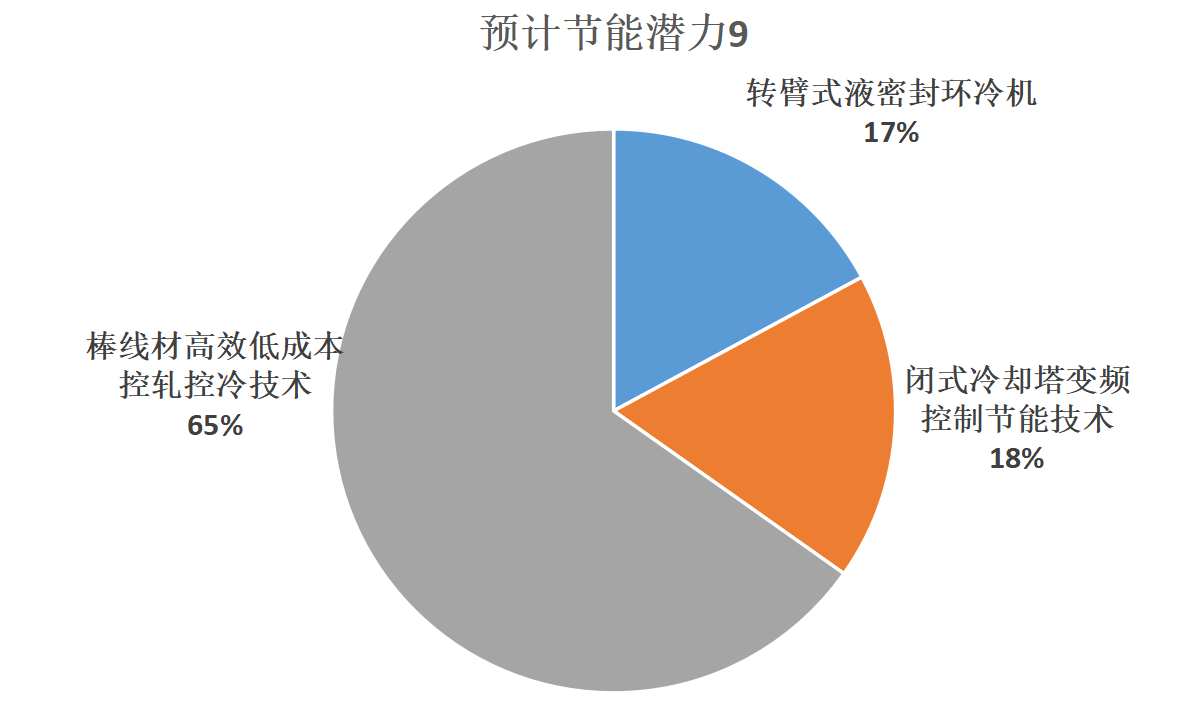 预计节能潜力9
转臂式液密封环冷机
17%
棒线材高效低成本
控轧控冷技术
65%
闭式冷却塔变频
控制节能技术
18%